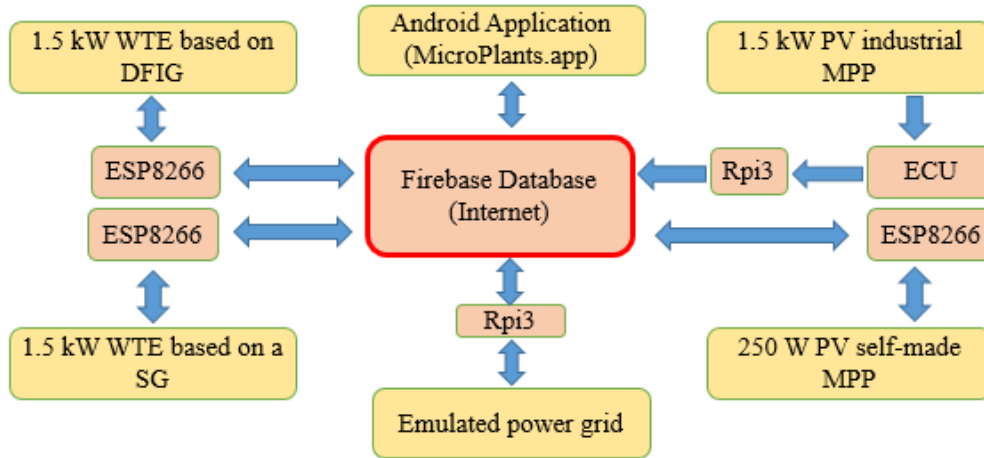 1.5 kW WTE based on
DFIG
Android Application
(MicroPlants.app)
1.5 kW PV industrial
MPP
ESP8266
Firebase Database
(Internet)
Rpi3
ECU
ESP8266
ESP8266
Rpi3
1.5 kW WTE based on a
SG
250 W PV self-made
MPP
Emulated power grid